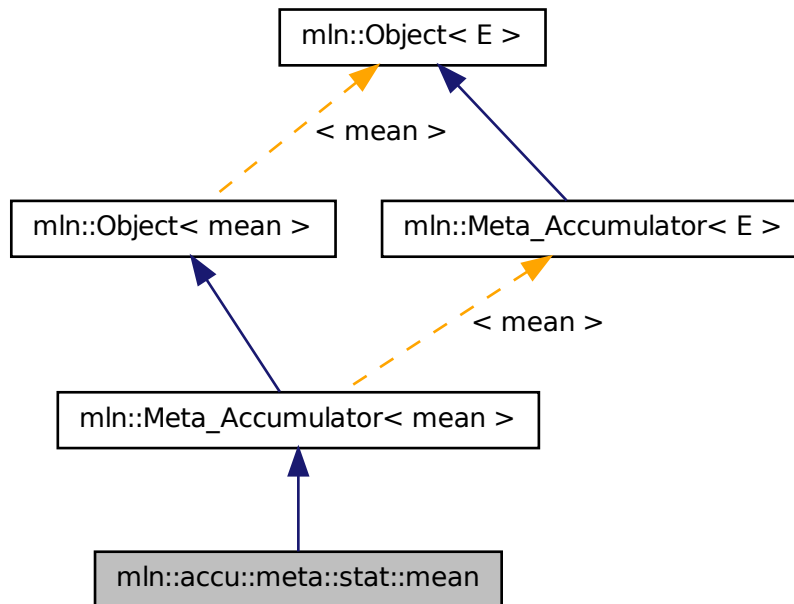 mln::Object< E >
< mean >
mln::Object< mean >
mln::Meta_Accumulator< E >
< mean >
mln::Meta_Accumulator< mean >
mln::accu::meta::stat::mean